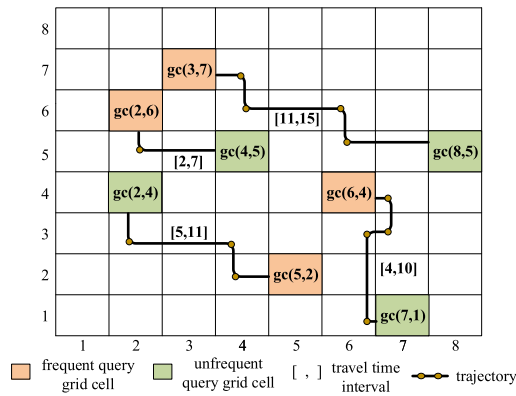 8
7 gc(3,7)
6 gc(2,6) [11,15]
5 [2,7] gc(4,5) gc(8,5)
4 gc(2,4) gc(6,4)
3 [5,11]
[4,10]
2 gc(5,2)
1 gc(7,1)
1 2 3 4 5 6 7 8
frequent query grid cell
unfrequent query grid cell
[ , ] travel time interval
trajectory